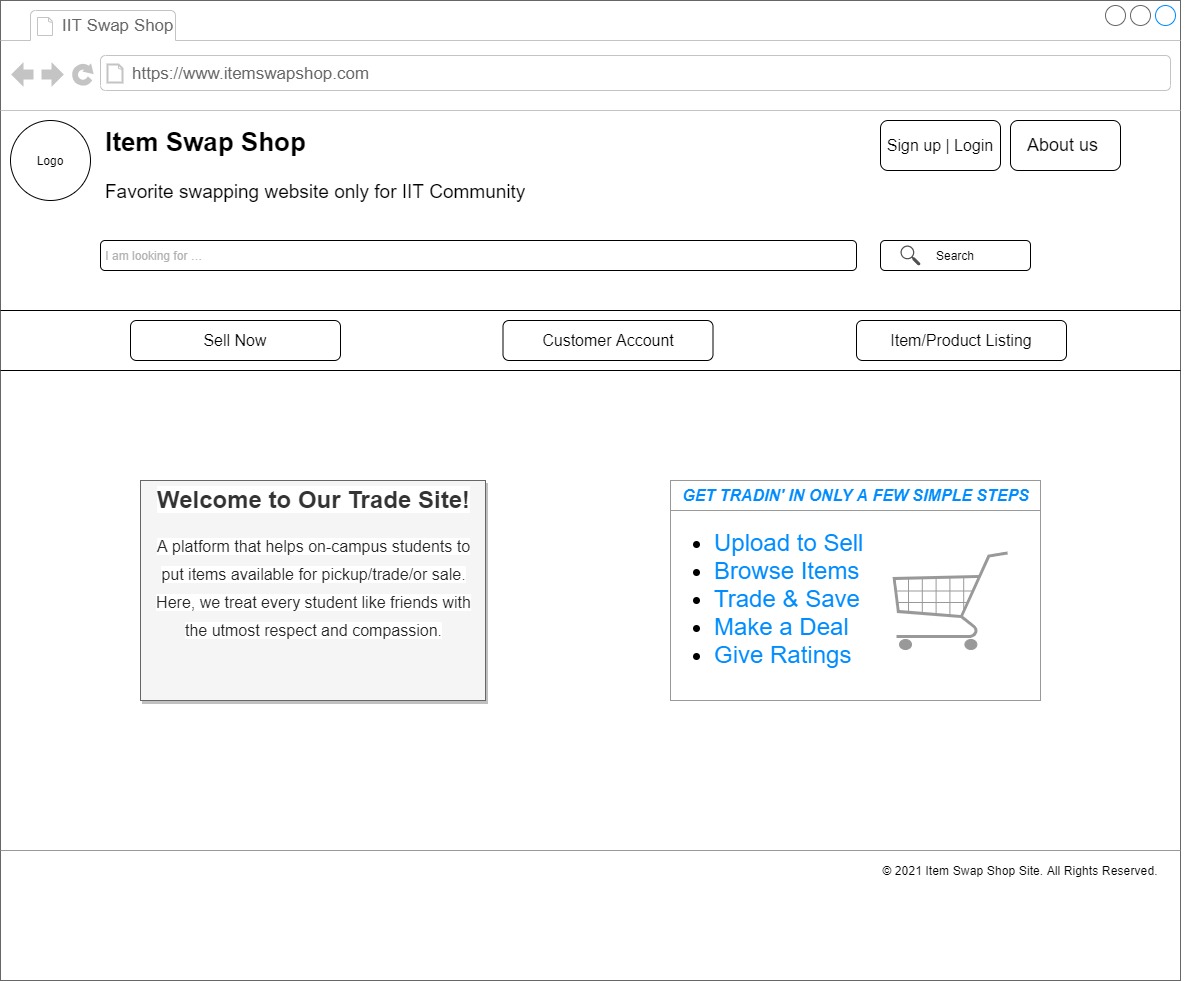 IIT Swap Shop
https://www.itemswapshop.com
Logo
Item Swap Shop
Sign up | Login
About us
Favorite swapping website only for IIT Community
I am looking for ...
Search
Sell Now
Customer Account
Item/Product Listing
Welcome to Our Trade Site!
A platform that helps on-campus students to
put items available for pickup/trade/or sale.
Here, we treat every student like friends with
the utmost respect and compassion.
GET TRADIN' IN ONLY A FEW SIMPLE STEPS
Upload to Sell
Browse Items
Trade & Save
Make a Deal
Give Ratings
© 2021 Item Swap Shop Site. All Rights Reserved.